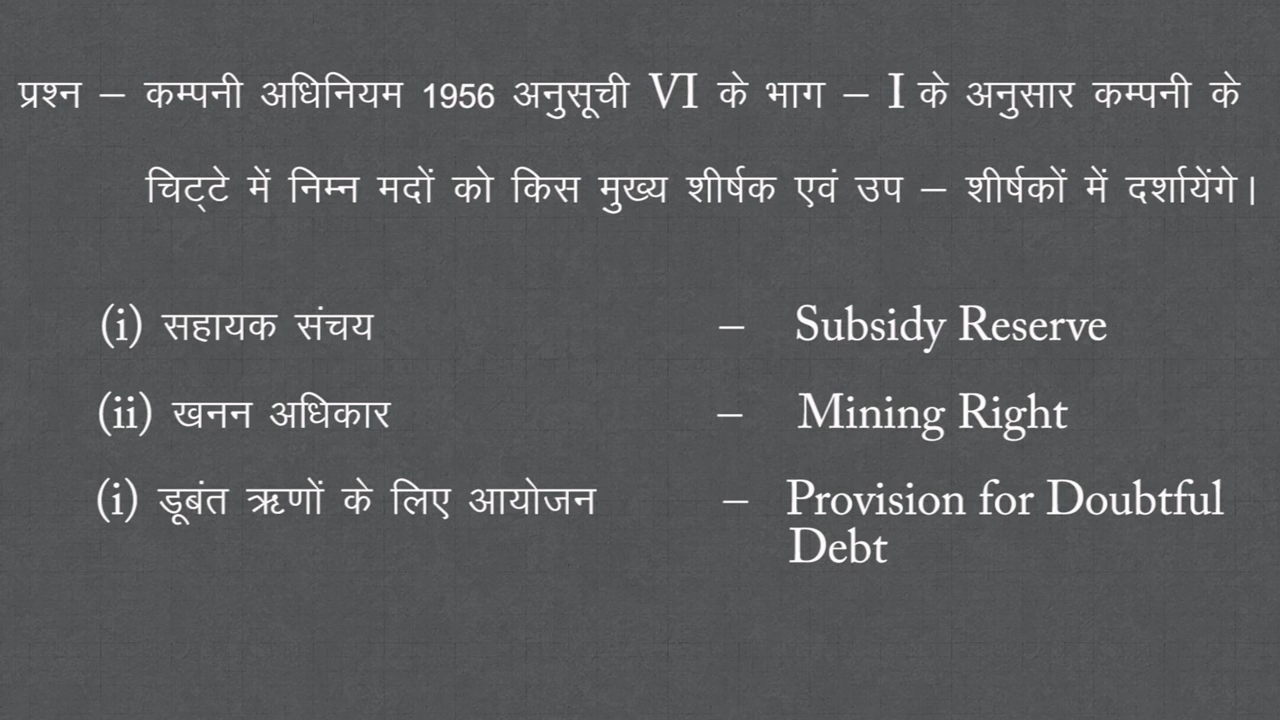 प्रश्न – कम्पनी अधिनियम 1956 अनुसूची VI के भाग – I के अनुसार कम्पनी के
चिट्टे में निम्न मदों को किस मुख्य शीर्षक एवं उप – शीर्षकों में दर्शायेंगे।
(i) सहायक संचय – Subsidy Reserve
(ii) खनन अधिकार – Mining Right
(i) डूबंत ऋणों के लिए आयोजन – Provision for Doubtful
Debt